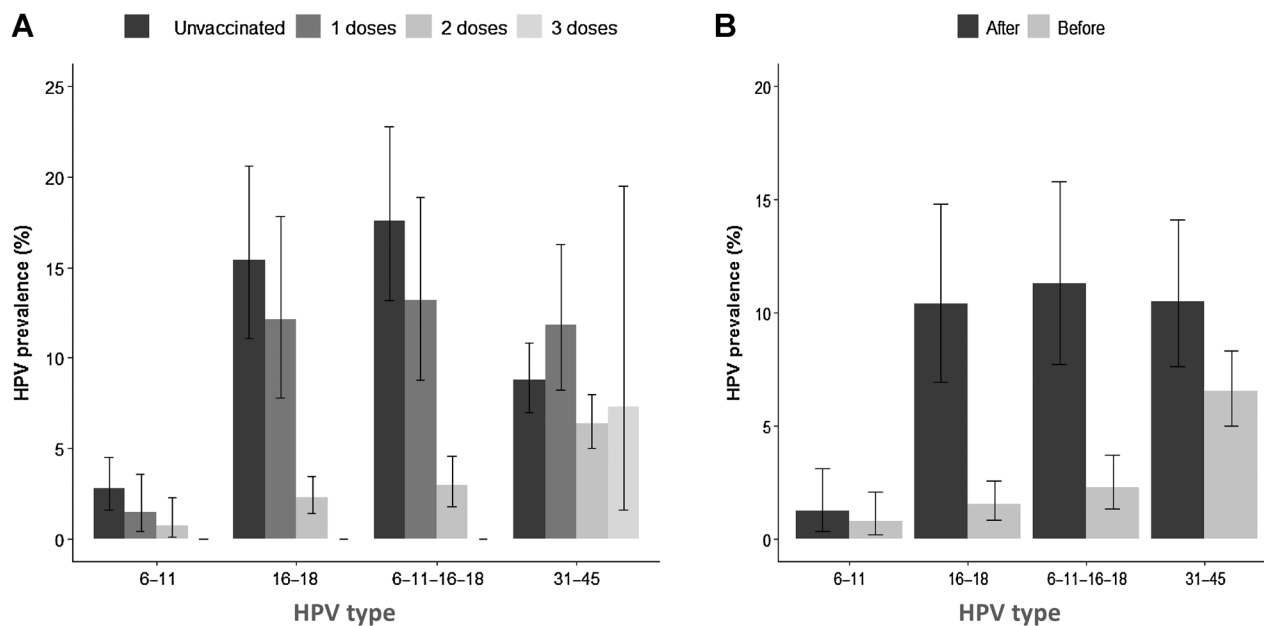 A
Unvaccinated 1 doses 2 doses 3 doses
HPV prevalence (%)
25
20
15
10
5
0
6–11 16–18 6–11–16–18 31–45
HPV type
B
After Before
HPV prevalence (%)
20
15
10
5
0
6–11 16–18 6–11–16–18 31–45
HPV type